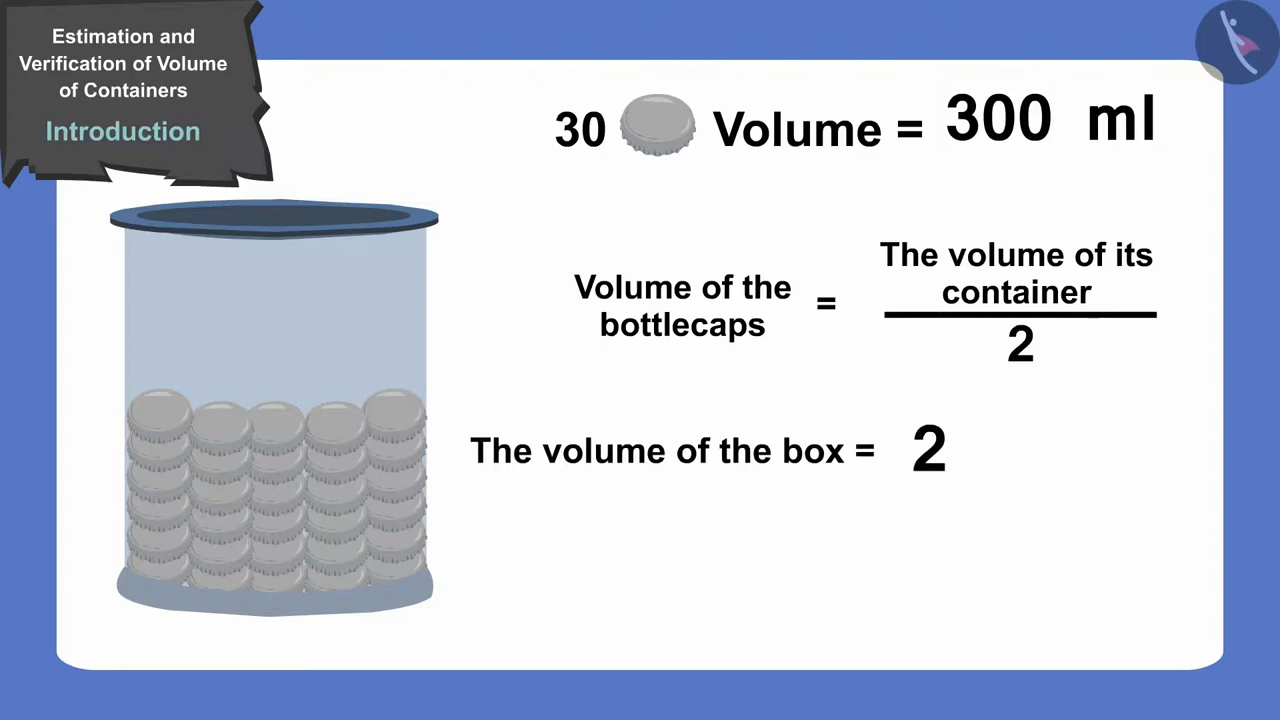 Estimation and
Verification of Volume
of Containers
Introduction
30 Volume = 300 ml
Volume of the
bottlecaps
=
The volume of its
container
2
The volume of the box = 2